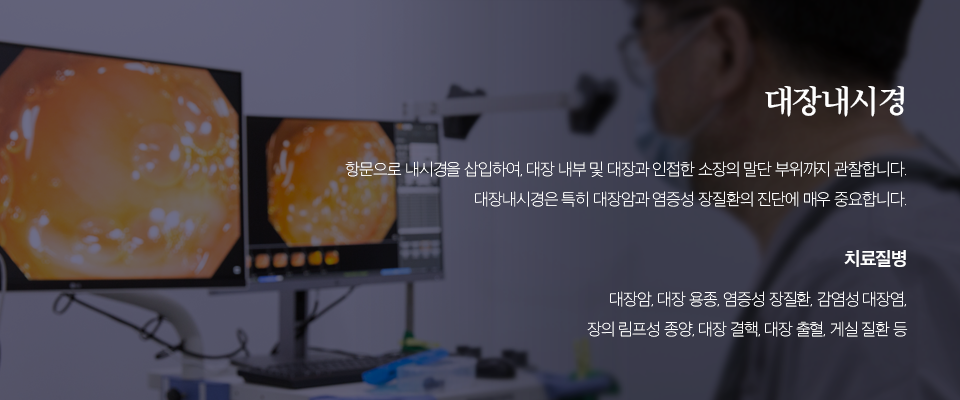 대장내시경
항문으로 내시경을 삽입하여, 대장 내부 및 대장과 인접한 소장의 말단 부위까지 관찰합니다.
대장내시경은 특히 대장암과 염증성 장질환의 진단에 매우 중요합니다.
치료질병
대장암, 대장 용종, 염증성 장질환, 감염성 대장염,
장의 림프성 종양, 대장 결핵, 대장 출혈, 게실 질환 등